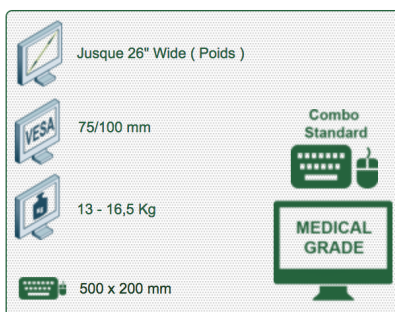 Jusque 26" Wide ( Poids )
VESA
75/100 mm
Combo
Standard
KG
13 - 16,5 Kg
MEDICAL
GRADE
500 x 200 mm